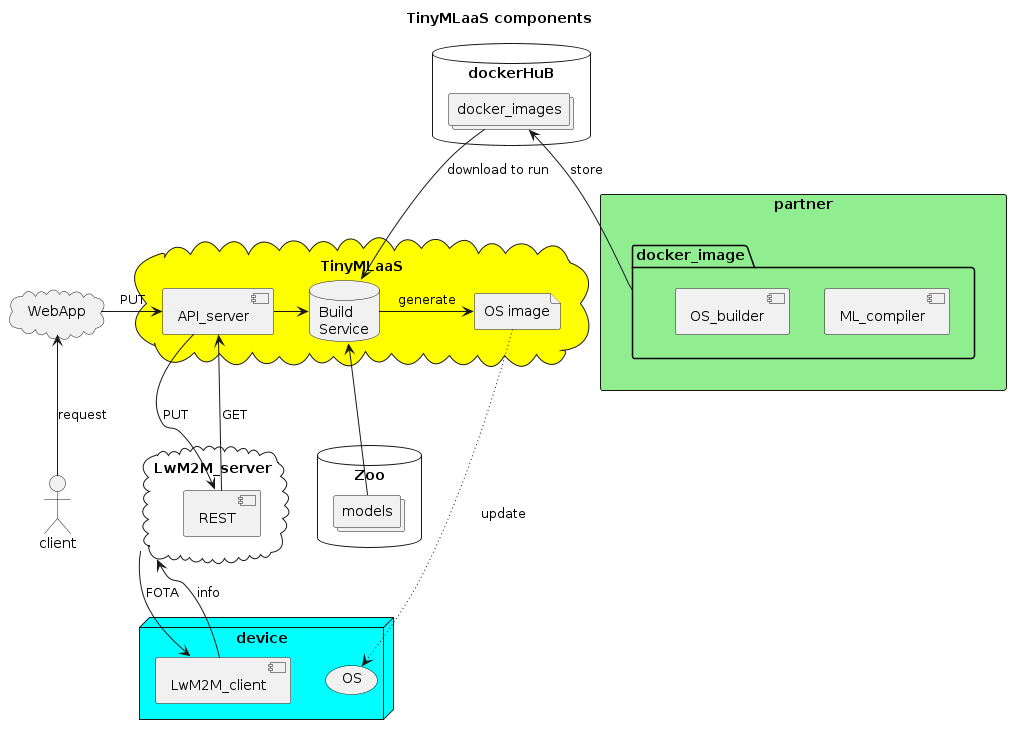 TinyMLaaS components
dockerHuB
docker_images
download to run
store
partner
docker_image
OS_builder
ML_compiler
TinyMLaaS
WebApp
PUT
API_server
Build
Service
generate
OS image
request
PUT
GET
LwM2M_server
REST
Zoo
models
client
update
FOTA
info
device
LwM2M_client
OS